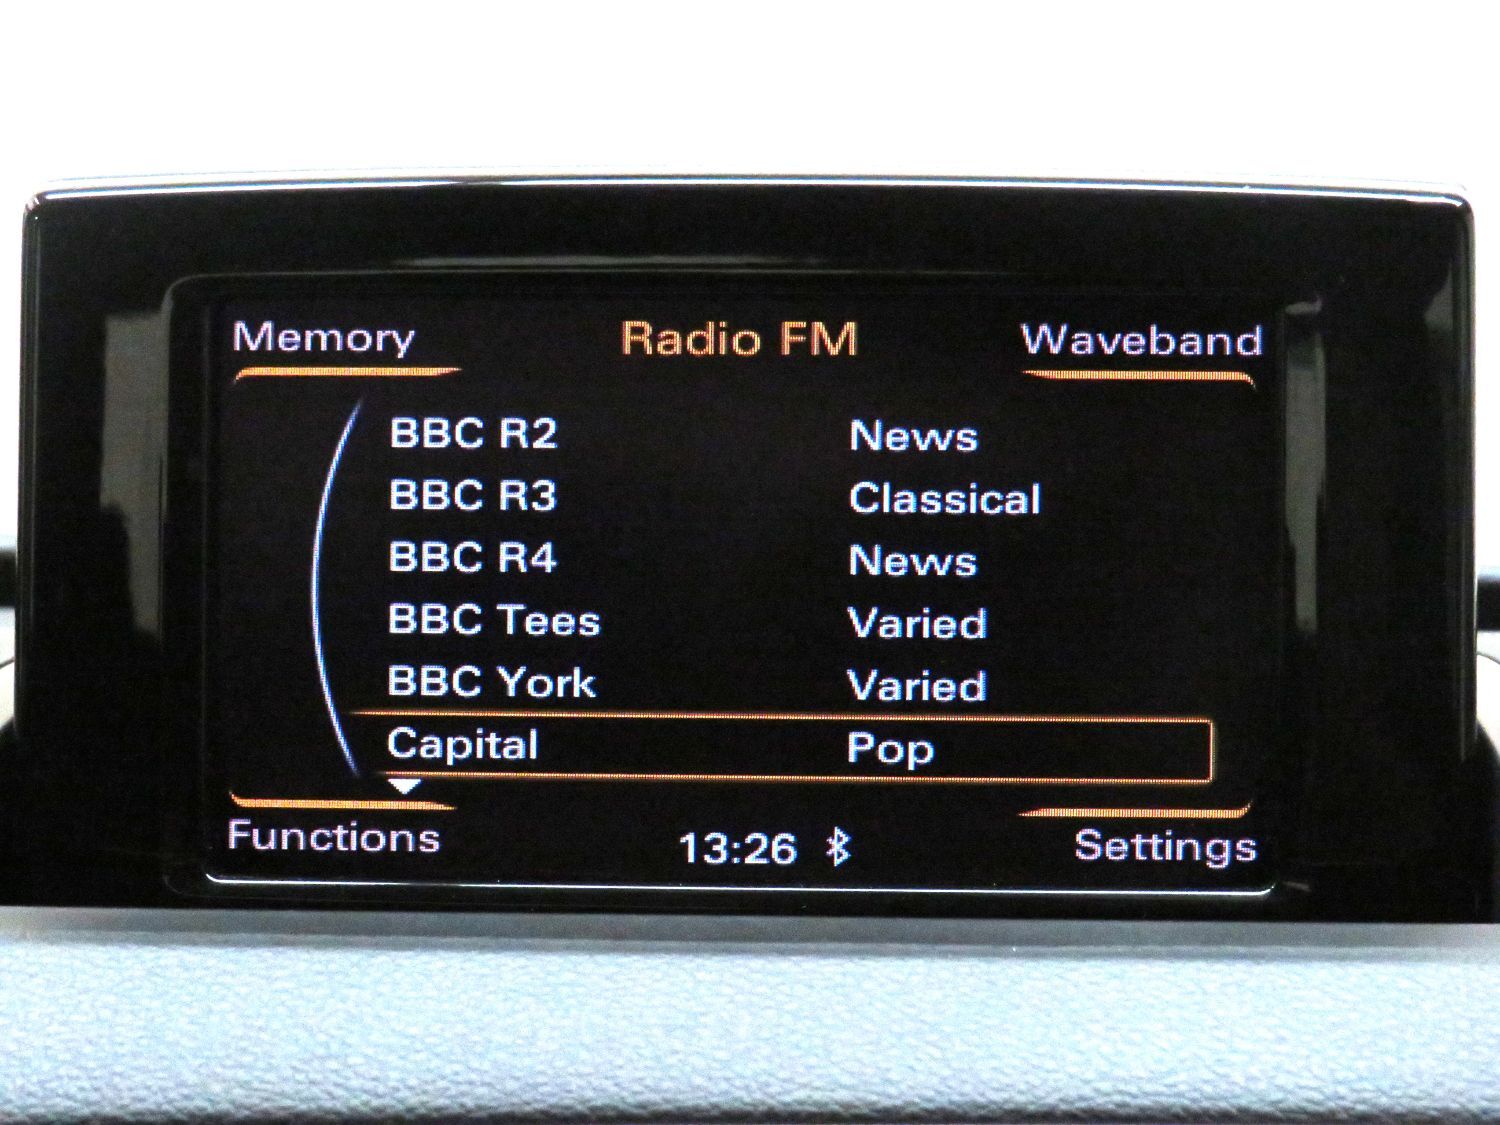 Memory Radio FM Waveband
BBC R2 News
BBC R3 Classical
BBC R4 News
BBC Tees Varied
BBC York Varied
Capital Pop
Functions 13:26 Settings